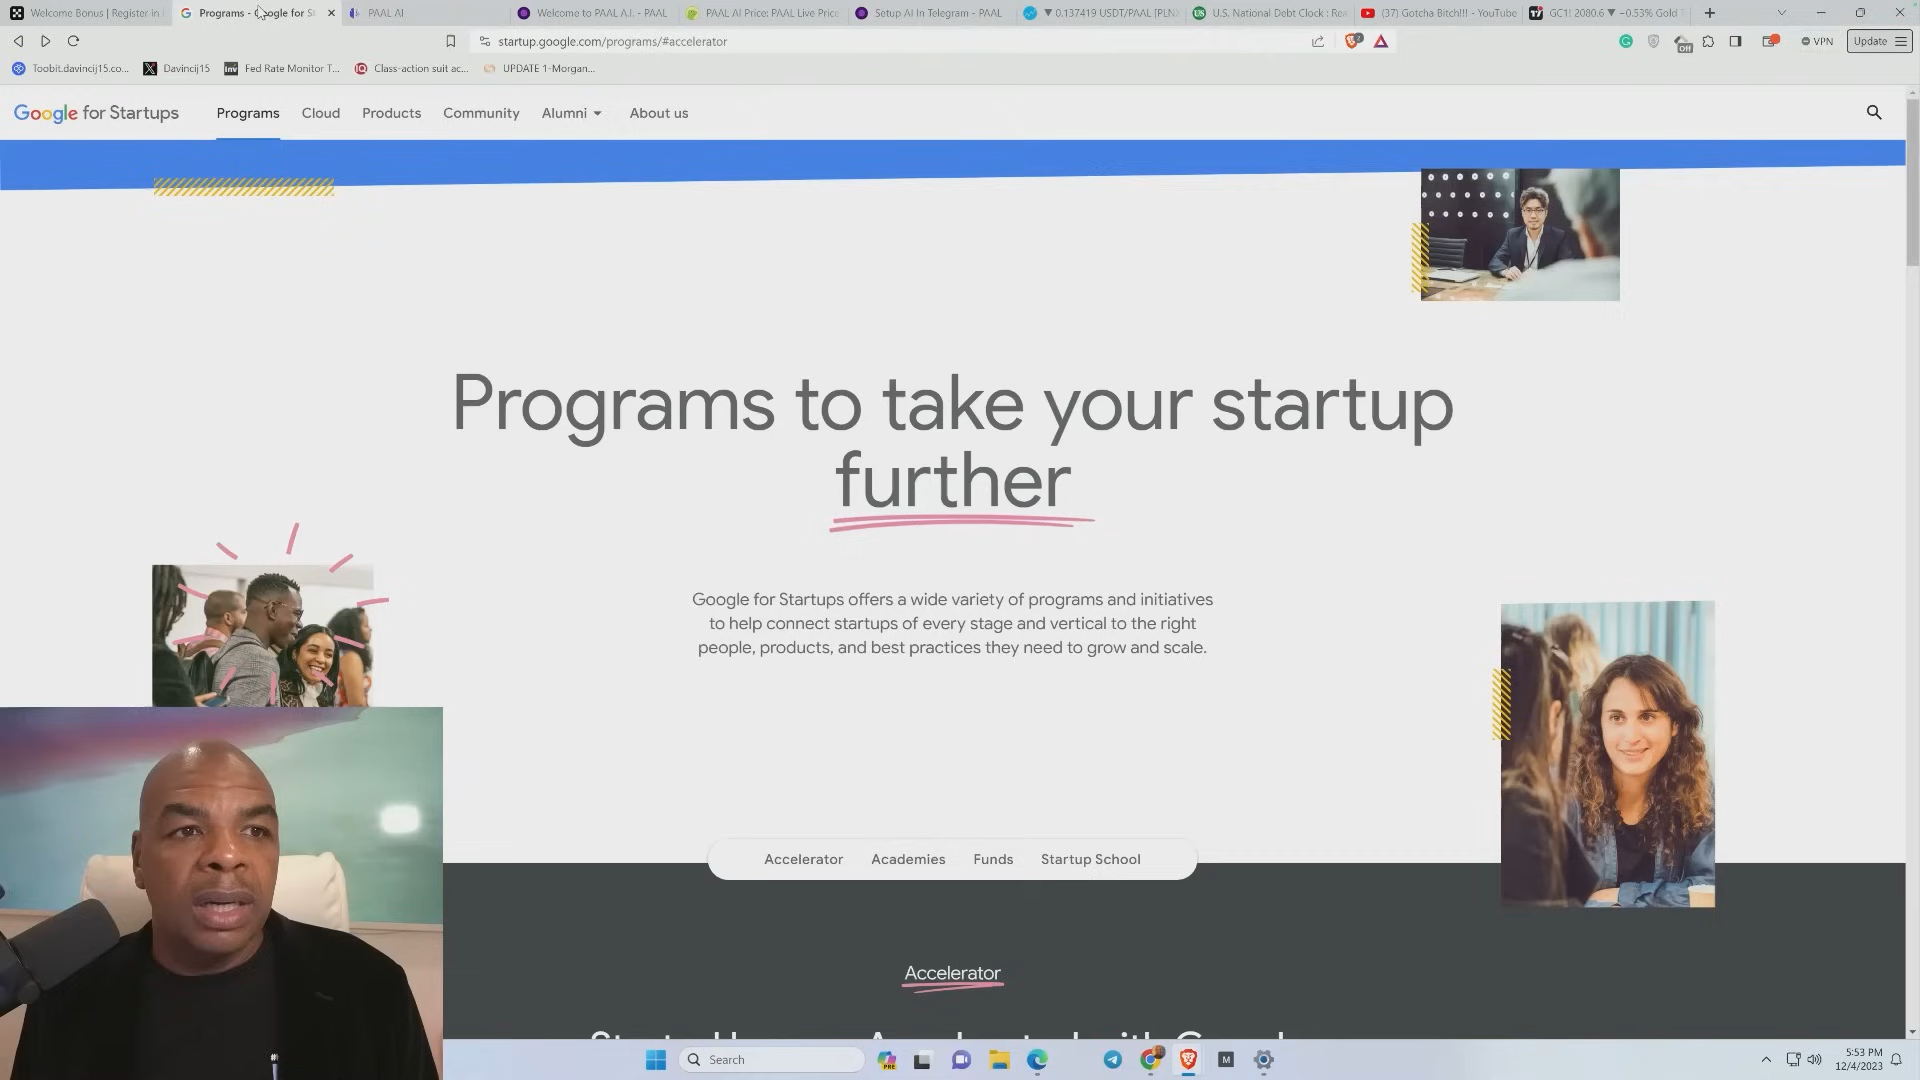 Welcome Bonus | Register in
Programs - Google for St
PAAL AI
Welcome to PAAL A.I. - PAAL
PAAL AI Price: PAAL Live Price
Setup AI In Telegram - PAAL
▼ 0.137419 USDT/PAAL (PLN
U.S. National Debt Clock : Rea
(37) Gotcha Bitch!!! - YouTube
GC1! 2080.6 ▼ −0.53% Gold
startup.google.com/programs/#accelerator
2
Off
VPN
Update
Toobit.davincij15.co...
Davincij15
Inv
Fed Rate Monitor T...
Class-action suit ac...
UPDATE 1-Morgan...
Google for Startups
Programs
Cloud
Products
Community
Alumni
About us
Programs to take your startup
further
Google for Startups offers a wide variety of programs and initiatives
to help connect startups of every stage and vertical to the right
people, products, and best practices they need to grow and scale.
Accelerator
Academies
Funds
Startup School
Accelerator
Search
PRE
M
5:53 PM
12/4/2023